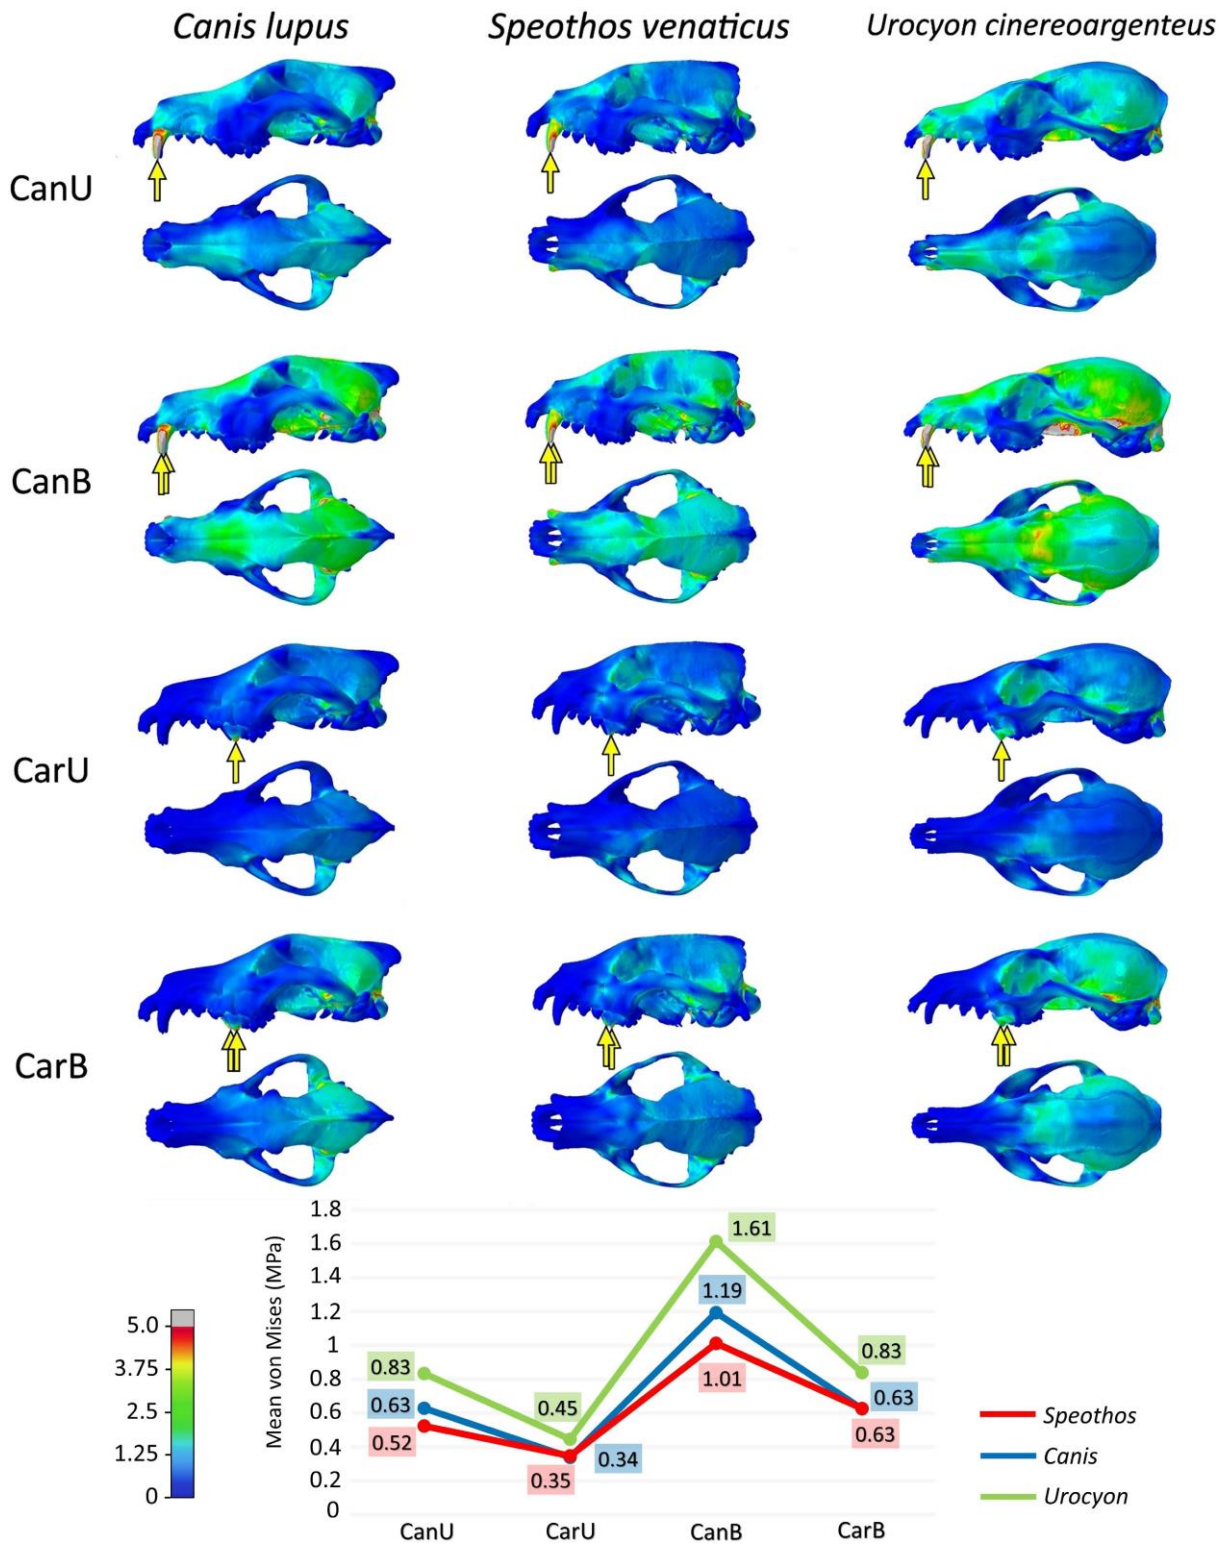 Canis lupus Speothos venaticus Urocyon cinereoargenteus
CanU
CanB
CarU
CarB
Mean von Mises (MPa)
1.8
1.6
1.4
1.2
1
0.8
0.6
0.4
0.2
0
0.83
0.63
0.52
0.45
0.35
0.34
1.61
1.19
1.01
0.83
0.63
0.63
CanU CarU CanB CarB
5.0
3.75
2.5
1.25
0
Speothos
Canis
Urocyon